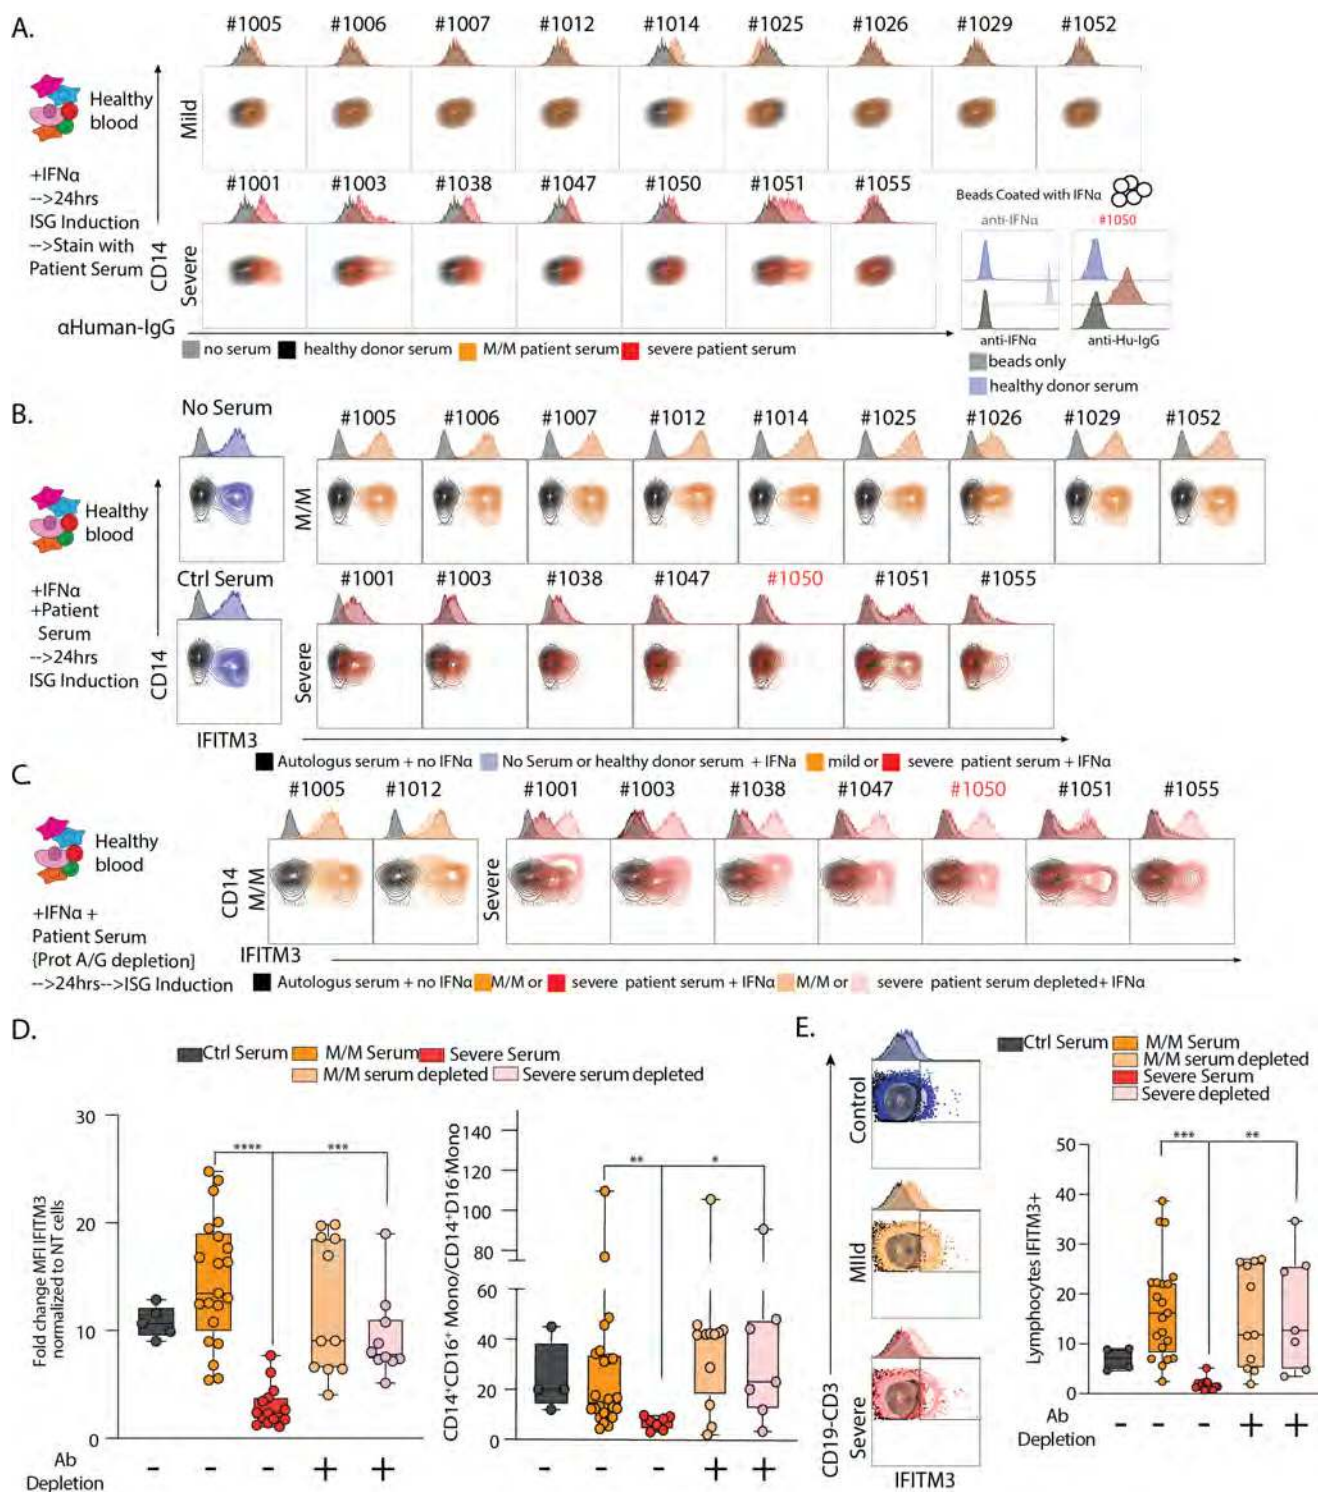 A.
#1005 #1006 #1007 #1012 #1014 #1025 #1026 #1029 #1052
Healthy
blood
Mild
+IFNα
-->24hrs
ISG Induction
-->Stain with
Patient Serum
CD14
#1001 #1003 #1038 #1047 #1050 #1051 #1055
Severe
αHuman-IgG
Beads Coated with IFNα
anti-IFNα #1050
anti-IFNα anti-Hu-IgG
beads only
healthy donor serum
no serum healthy donor serum M/M patient serum severe patient serum
B.
No Serum
#1005 #1006 #1007 #1012 #1014 #1025 #1026 #1029 #1052
Healthy
blood
M/M
Ctrl Serum
#1001 #1003 #1038 #1047 #1050 #1051 #1055
+IFNα
+Patient
Serum
-->24hrs
ISG Induction
CD14
Severe
IFITM3
Autologus serum + no IFNα No Serum or healthy donor serum + IFNa mild or severe patient serum + IFNα
C.
#1005 #1012 #1001 #1003 #1038 #1047 #1050 #1051 #1055
Healthy
blood
CD14
M/M
Severe
+IFNα +
Patient Serum
{Prot A/G depletion]
-->24hrs-->ISG Induction
IFITM3
Autologus serum + no IFNα M/M or severe patient serum + IFNα M/M or severe patient serum depleted+ IFNα
D.
Ctrl Serum M/M Serum Severe Serum
M/M serum depleted Severe serum depleted
Fold change MFI IFITM3
normalized to NT cells
30
20
10
0
**** ***
Ab
Depletion
- - - + +
CD14+CD16+ Mono/CD14+D16-Mono
140
120
100
80
60
40
20
0
** *
- - - + +
E.
Control
MIld
Severe
CD19-CD3
IFITM3
Ctrl Serum M/M Serum
M/M serum depleted
Severe Serum
Severe depleted
Lymphocytes IFITM3+
50
40
30
20
10
0
*** **
Ab
Depletion
- - - + +